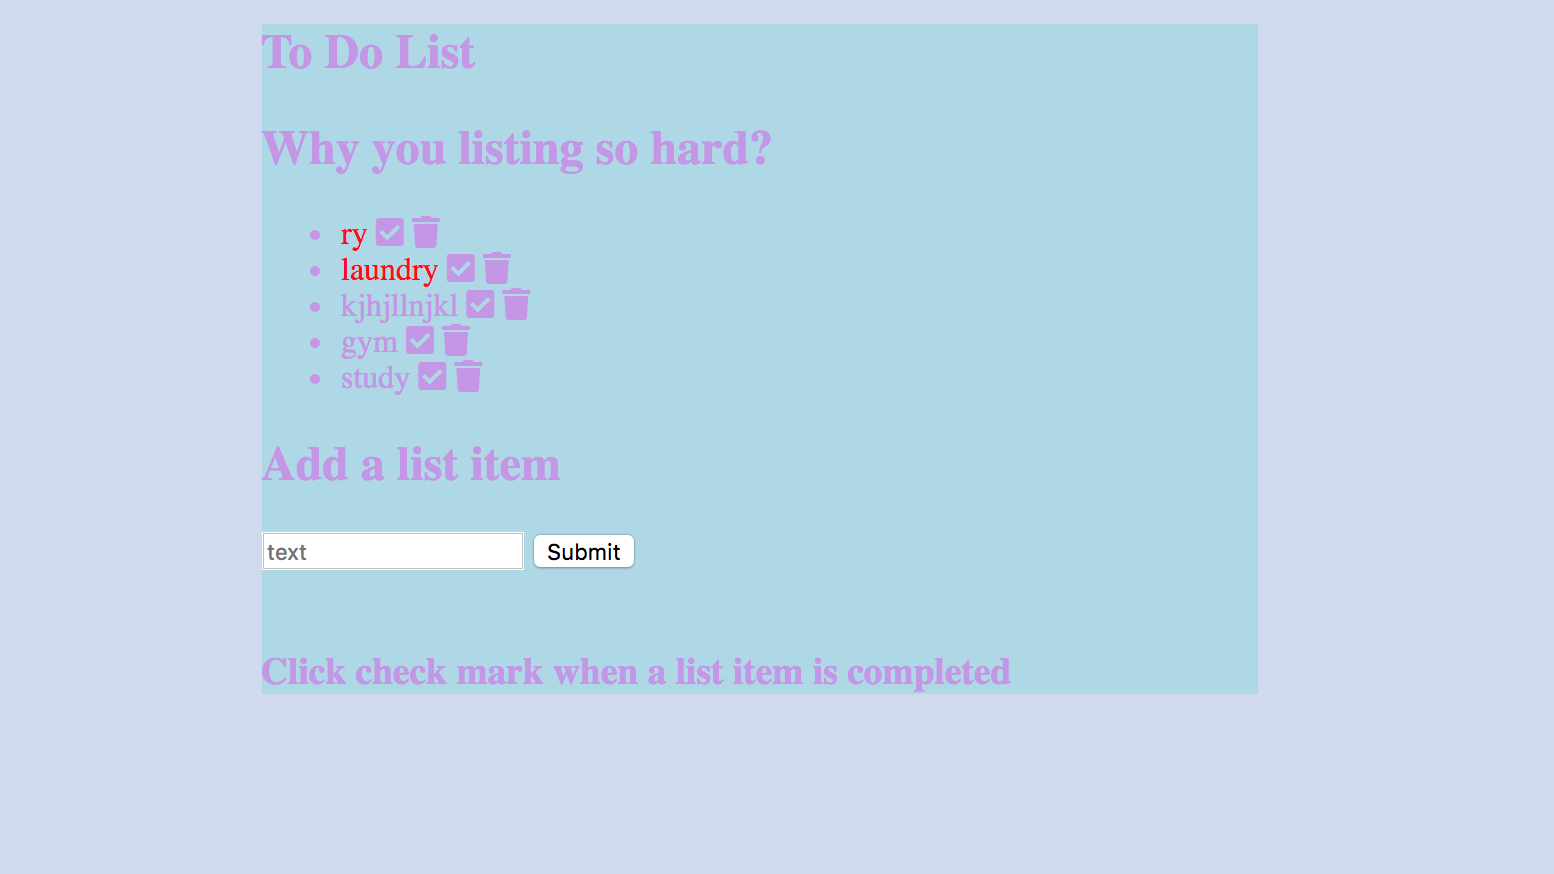 To Do List
Why you listing so hard?
ry
laundry
kjhjllnjkl
gym
study
Add a list item
text Submit
Click check mark when a list item is completed